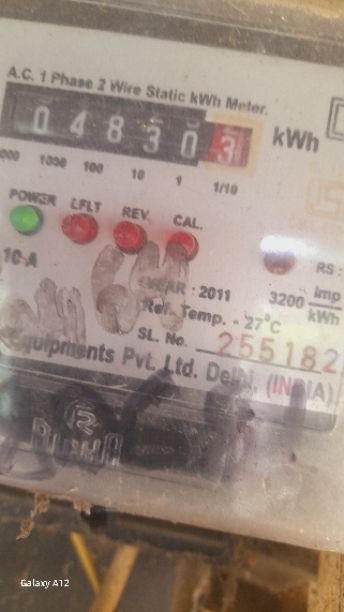 A.C. 1 Phase 2 Wire Static kWh Meter.
0 4 8 3 0 3 kWh
000 1000 100 10 1 1/10
POWER E/FLT REV. CAL.
10-A RS :
YEAR : 2011 3200 imp/kWh
Ref. Temp. - 27°C
SL. No. 255182
Equipments Pvt. Ltd. Delhi, (INDIA)
Galaxy A12